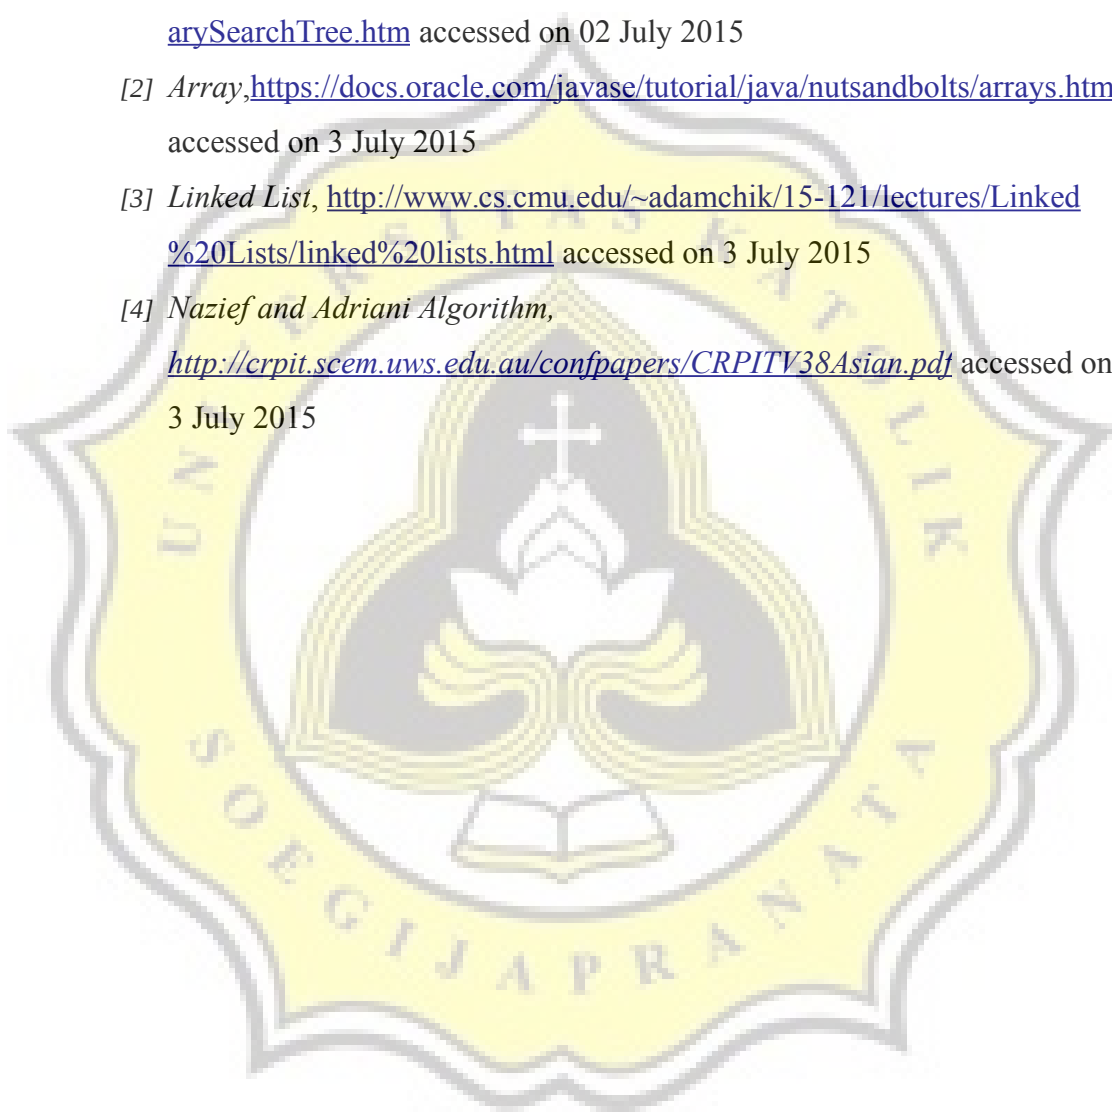 arySearchTree.htm accessed on 02 July 2015
[2] Array,https://docs.oracle.com/javase/tutorial/java/nutsandbolts/arrays.htm
accessed on 3 July 2015
[3] Linked List, http://www.cs.cmu.edu/~adamchik/15-121/lectures/Linked
%20Lists/linked%20lists.html accessed on 3 July 2015
[4] Nazief and Adriani Algorithm,
http://crpit.scem.uws.edu.au/confpapers/CRPITV38Asian.pdf accessed on
3 July 2015
UNIVERSITAS KATOLIK
SOEGIJAPRANATA